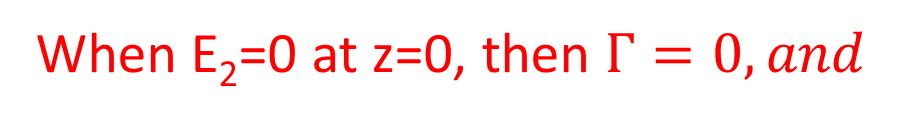 When E₂=0 at z=0, then Γ = 0, and